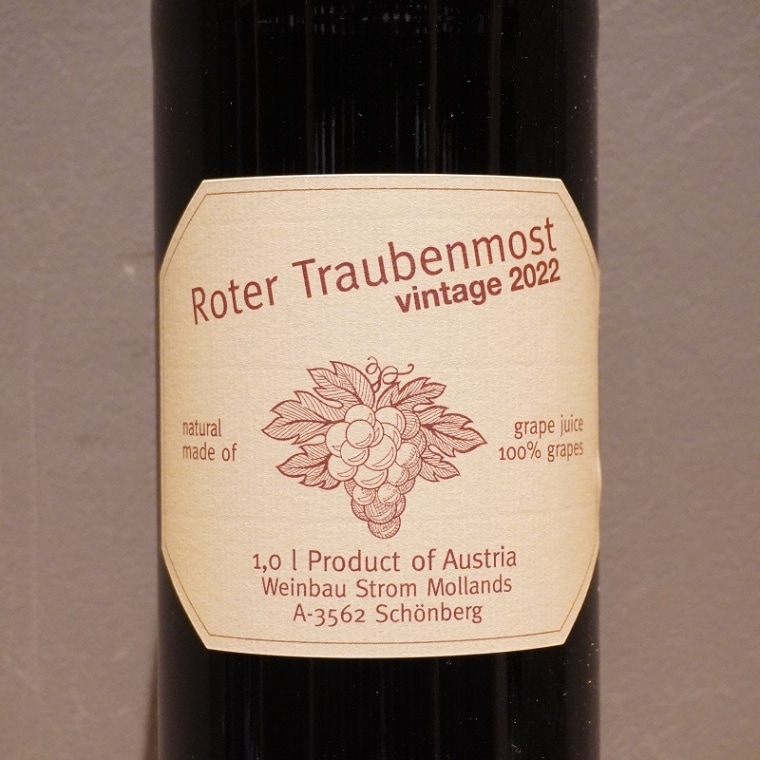 Roter Traubenmost
vintage 2022
natural grape juice
made of 100% grapes
1,0 l Product of Austria
Weinbau Strom Mollands
A-3562 Schönberg